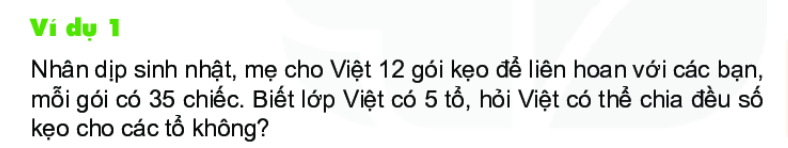 Ví dụ 1
Nhân dịp sinh nhật, mẹ cho Việt 12 gói kẹo để liên hoan với các bạn,
mỗi gói có 35 chiếc. Biết lớp Việt có 5 tổ, hỏi Việt có thể chia đều số
kẹo cho các tổ không?